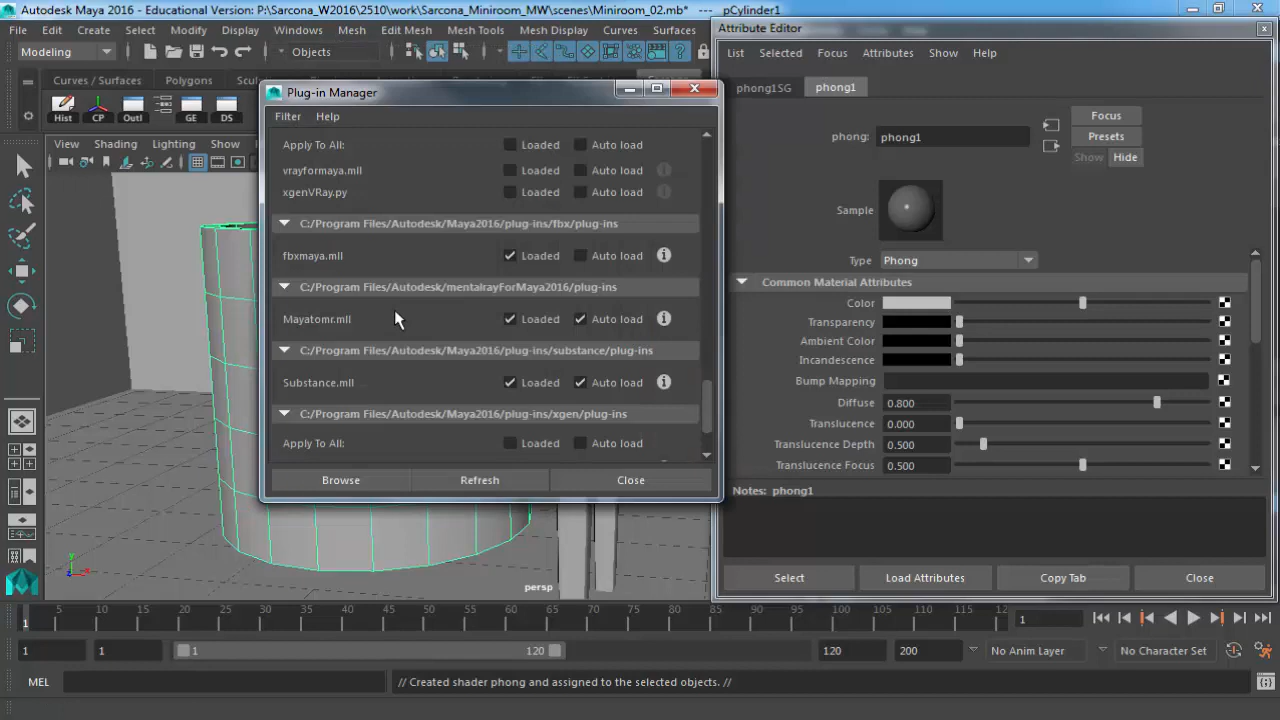 Autodesk Maya 2016 - Educational Version: P:\Sarcona_W2016\2510\work\Sarcona_Miniroom_MW\scenes\Miniroom_02.mb* --- pCylinder1
File Edit Create Select Modify Display Windows Mesh Edit Mesh Mesh Tools Mesh Display Curves Surfaces
Modeling
Objects
Curves / Surfaces Polygons
Hist CP Outl GE DS
View Shading Lighting Show
Plug-in Manager
Filter Help
Apply To All: Loaded Auto load
vrayformaya.mll Loaded Auto load
xgenVRay.py Loaded Auto load
C:/Program Files/Autodesk/Maya2016/plug-ins/fbx/plug-ins
fbxmaya.mll Loaded Auto load
C:/Program Files/Autodesk/mentalrayForMaya2016/plug-ins
Mayatomr.mll Loaded Auto load
C:/Program Files/Autodesk/Maya2016/plug-ins/substance/plug-ins
Substance.mll Loaded Auto load
C:/Program Files/Autodesk/Maya2016/plug-ins/xgen/plug-ins
Apply To All: Loaded Auto load
Browse Refresh Close
Attribute Editor
List Selected Focus Attributes Show Help
phong1SG phong1
Focus
phong: phong1
Presets
Show Hide
Sample
Type Phong
Common Material Attributes
Color
Transparency
Ambient Color
Incandescence
Bump Mapping
Diffuse 0.800
Translucence 0.000
Translucence Depth 0.500
Translucence Focus 0.500
Notes: phong1
Select Load Attributes Copy Tab Close
persp
y
x
z
5 10 15 20 25 30 35 40 45 50 55 60 65 70 75 80 85 90 95 100 105 110 115 12
1
1
1 1 1 120 120 200 No Anim Layer No Character Set
MEL // Created shader phong and assigned to the selected objects. //